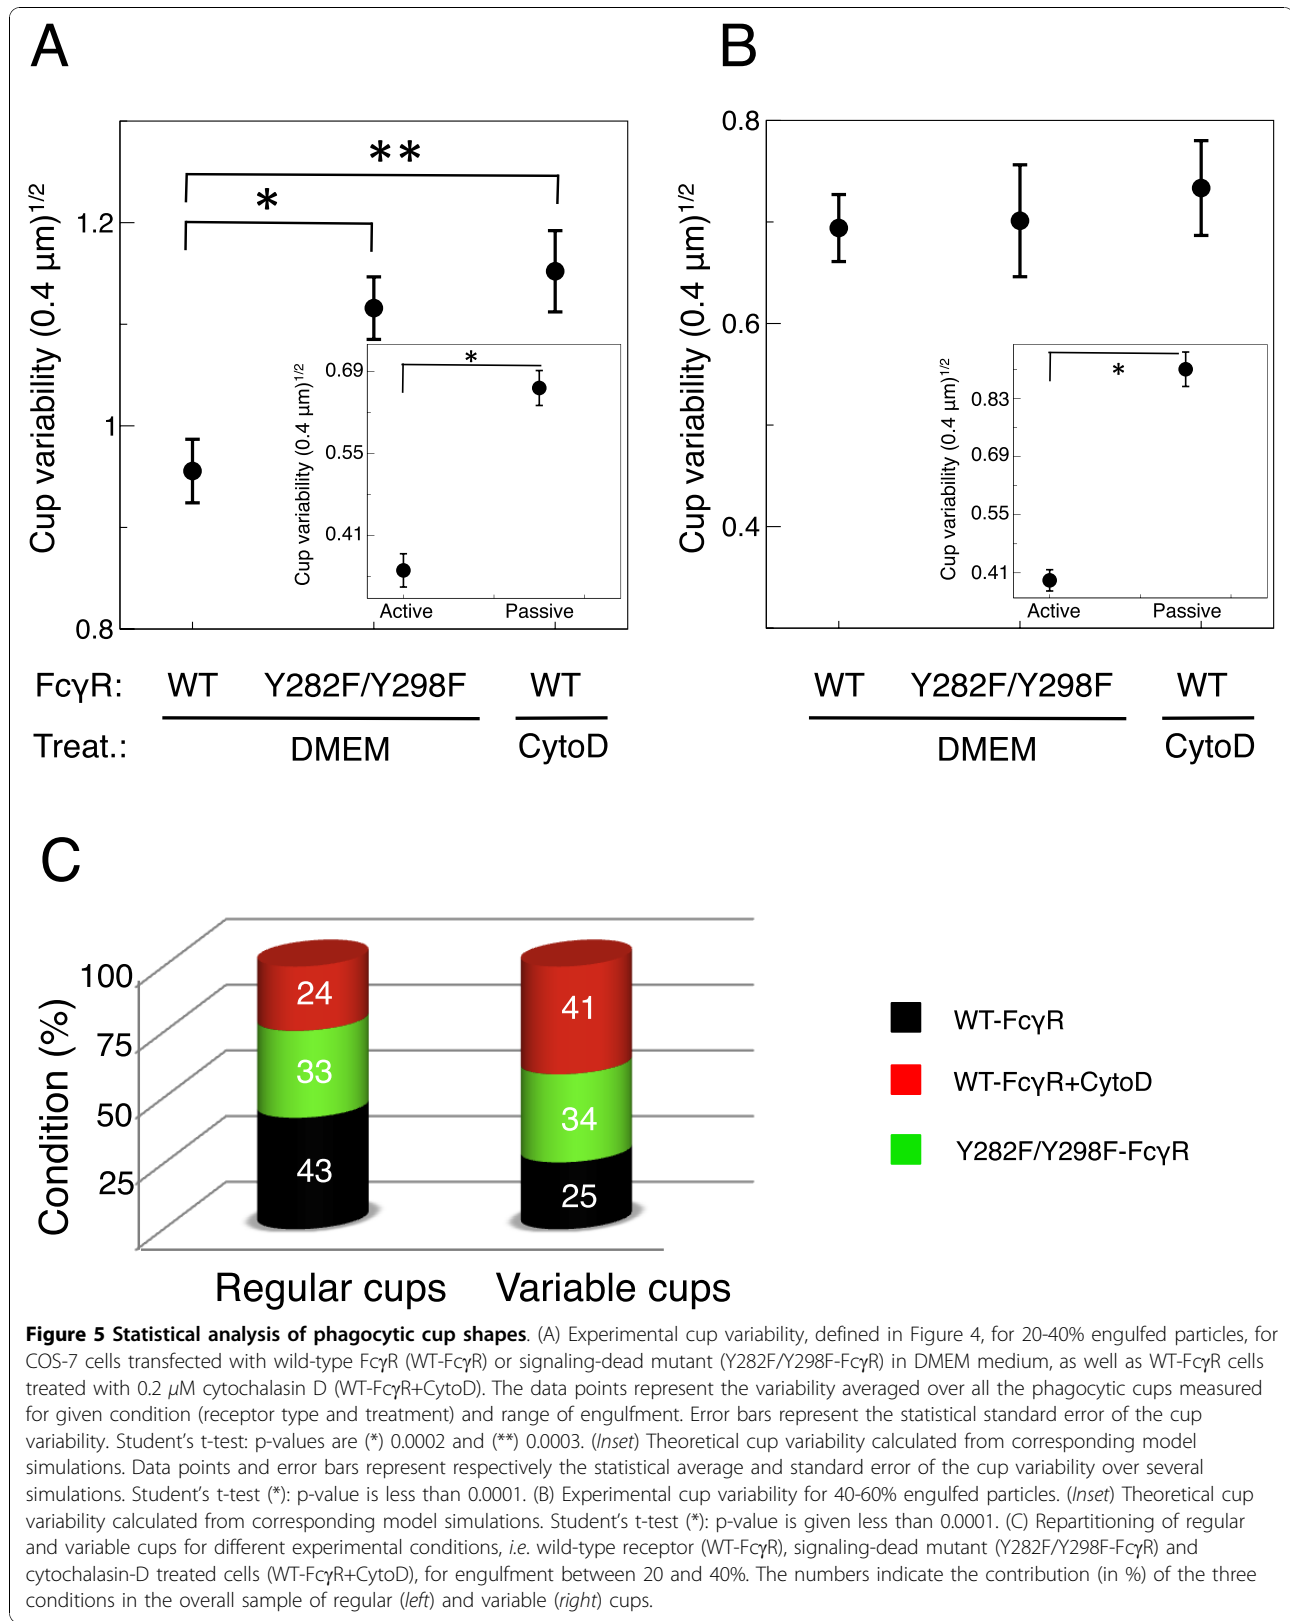 A
B
Cup variability (0.4 µm)1/2
1.2
1
0.8
*
**
Cup variability (0.4 µm)1/2
0.69
0.55
0.41
*
Active Passive
FcγR: WT Y282F/Y298F WT
Treat.: DMEM CytoD
Cup variability (0.4 µm)1/2
0.8
0.6
0.4
Cup variability (0.4 µm)1/2
0.83
0.69
0.55
0.41
*
Active Passive
WT Y282F/Y298F WT
DMEM CytoD
C
Condition (%)
100
75
50
25
24
33
43
41
34
25
Regular cups Variable cups
WT-FcγR
WT-FcγR+CytoD
Y282F/Y298F-FcγR
Figure 5 Statistical analysis of phagocytic cup shapes. (A) Experimental cup variability, defined in Figure 4, for 20-40% engulfed particles, for
COS-7 cells transfected with wild-type FcγR (WT-FcγR) or signaling-dead mutant (Y282F/Y298F-FcγR) in DMEM medium, as well as WT-FcγR cells
treated with 0.2 µM cytochalasin D (WT-FcγR+CytoD). The data points represent the variability averaged over all the phagocytic cups measured
for given condition (receptor type and treatment) and range of engulfment. Error bars represent the statistical standard error of the cup
variability. Student's t-test: p-values are (*) 0.0002 and (**) 0.0003. (Inset) Theoretical cup variability calculated from corresponding model
simulations. Data points and error bars represent respectively the statistical average and standard error of the cup variability over several
simulations. Student's t-test (*): p-value is less than 0.0001. (B) Experimental cup variability for 40-60% engulfed particles. (Inset) Theoretical cup
variability calculated from corresponding model simulations. Student's t-test (*): p-value is given less than 0.0001. (C) Repartitioning of regular
and variable cups for different experimental conditions, i.e. wild-type receptor (WT-FcγR), signaling-dead mutant (Y282F/Y298F-FcγR) and
cytochalasin-D treated cells (WT-FcγR+CytoD), for engulfment between 20 and 40%. The numbers indicate the contribution (in %) of the three
conditions in the overall sample of regular (left) and variable (right) cups.